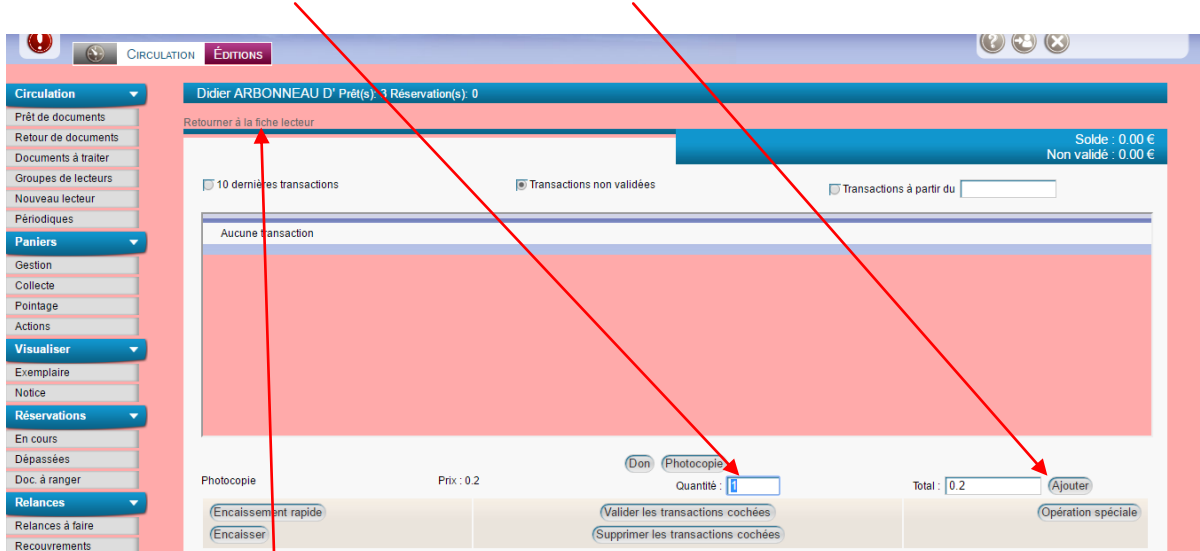 CIRCULATION ÉDITIONS
Circulation
Prêt de documents
Retour de documents
Documents à traiter
Groupes de lecteurs
Nouveau lecteur
Périodiques
Paniers
Gestion
Collecte
Pointage
Actions
Visualiser
Exemplaire
Notice
Réservations
En cours
Dépassées
Doc. à ranger
Relances
Relances à faire
Recouvrements
Didier ARBONNEAU D' Prêt(s): 3 Réservation(s): 0
Retourner à la fiche lecteur
Solde : 0.00 €
Non validé : 0.00 €
10 dernières transactions Transactions non validées Transactions à partir du
Aucune transaction
Don Photocopie
Photocopie Prix : 0.2 Quantité : 1 Total : 0.2 Ajouter
Encaissement rapide Valider les transactions cochées Opération spéciale
Encaisser Supprimer les transactions cochées